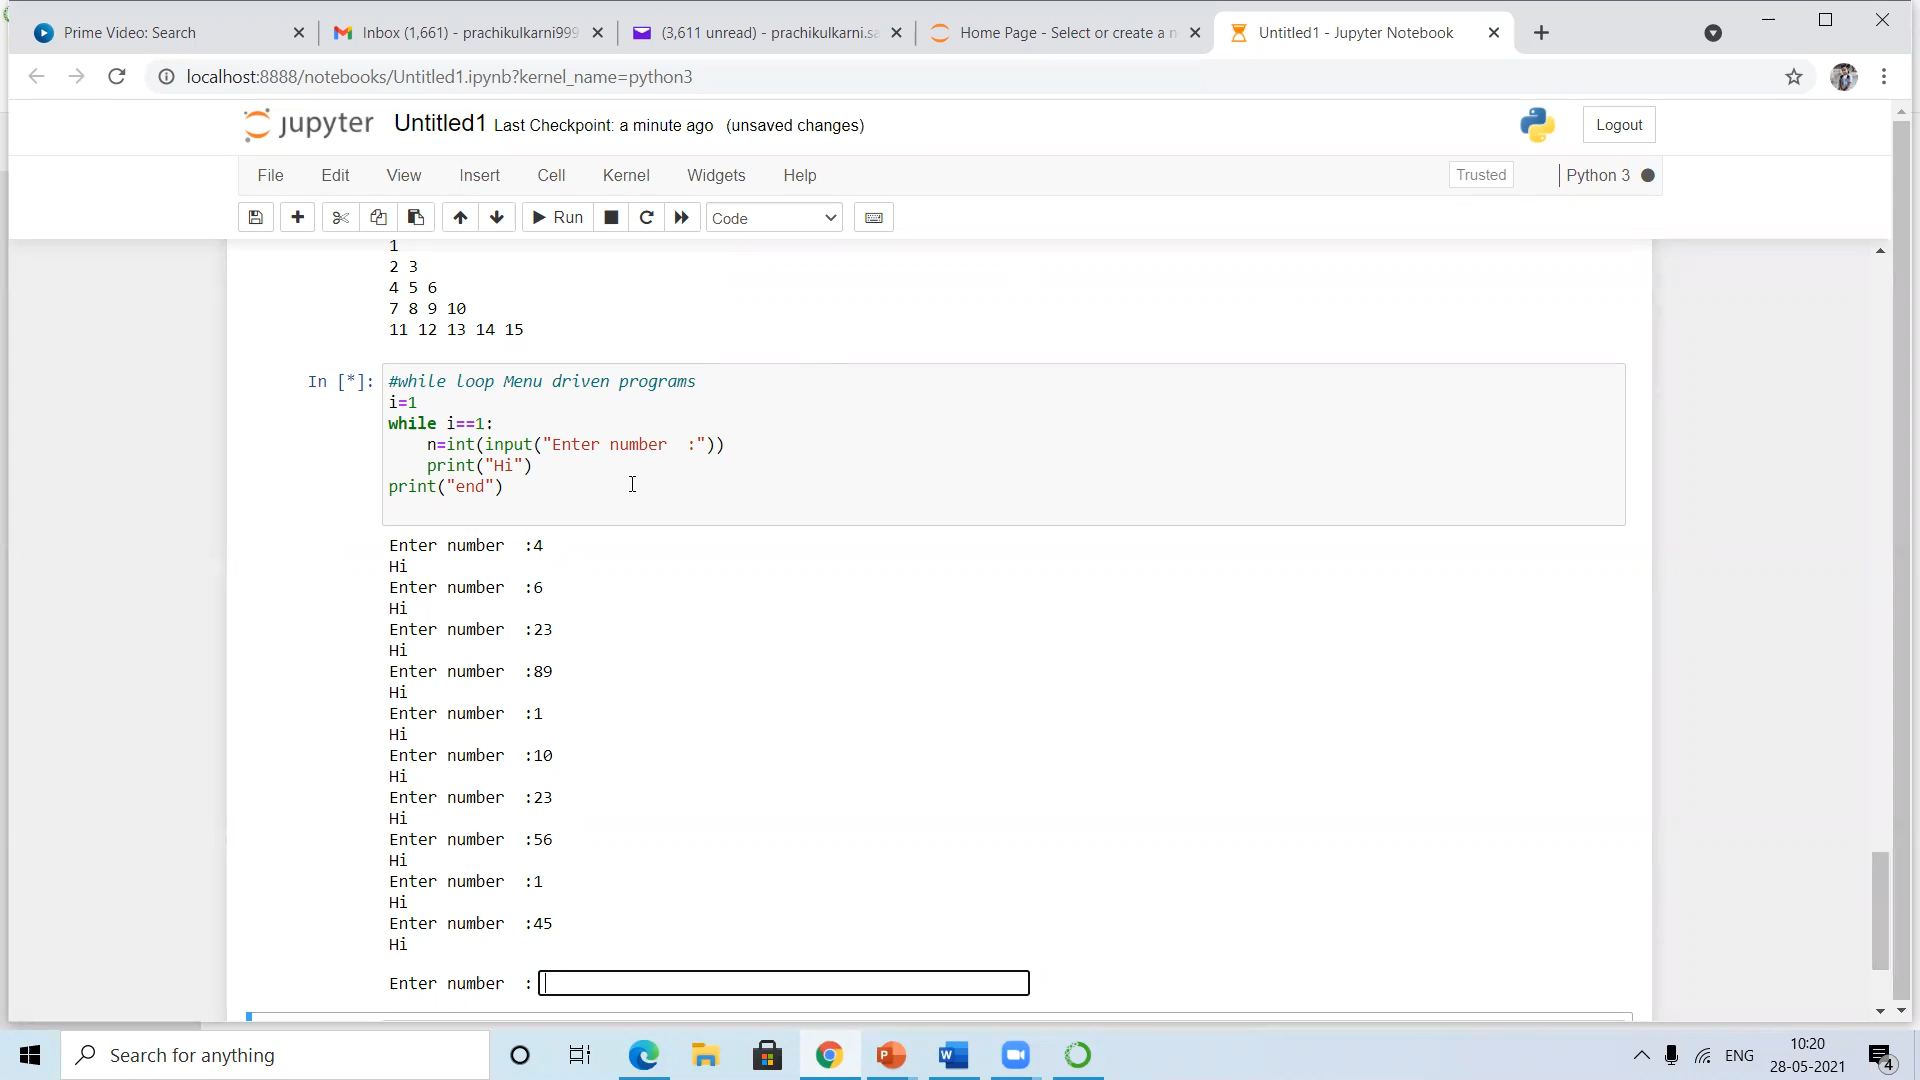 Prime Video: Search
Inbox (1,661) - prachikulkarni999
(3,611 unread) - prachikulkarni.sa
Home Page - Select or create a n
Untitled1 - Jupyter Notebook
localhost:8888/notebooks/Untitled1.ipynb?kernel_name=python3
jupyter Untitled1 Last Checkpoint: a minute ago (unsaved changes)
Logout
File Edit View Insert Cell Kernel Widgets Help
Trusted
Python 3
Run
Code
1
2 3
4 5 6
7 8 9 10
11 12 13 14 15
In [*]:
#while loop Menu driven programs
i=1
while i==1:
    n=int(input("Enter number  :"))
    print("Hi")
print("end")
Enter number  :4
Hi
Enter number  :6
Hi
Enter number  :23
Hi
Enter number  :89
Hi
Enter number  :1
Hi
Enter number  :10
Hi
Enter number  :23
Hi
Enter number  :56
Hi
Enter number  :1
Hi
Enter number  :45
Hi
Enter number  :
Search for anything
ENG
10:20
28-05-2021
4